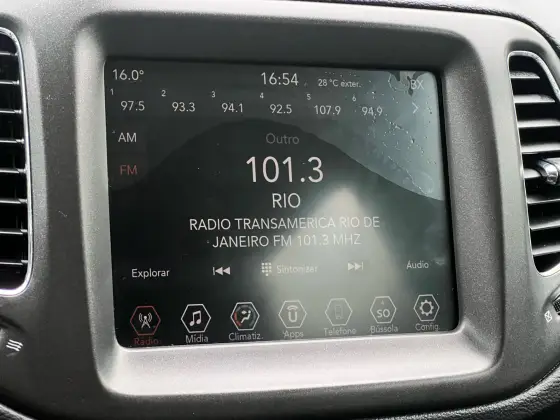 16.0° 16:54 28 °C exter.
1 2 3 4 5 6
97.5 93.3 94.1 92.5 107.9 94.9
AM
Outro
FM
101.3
RIO
RADIO TRANSAMERICA RIO DE
JANEIRO FM 101.3 MHZ
Explorar Sintonizar Áudio
SO
Rádio Mídia Climatiz. Apps Telefone Bússola Config.